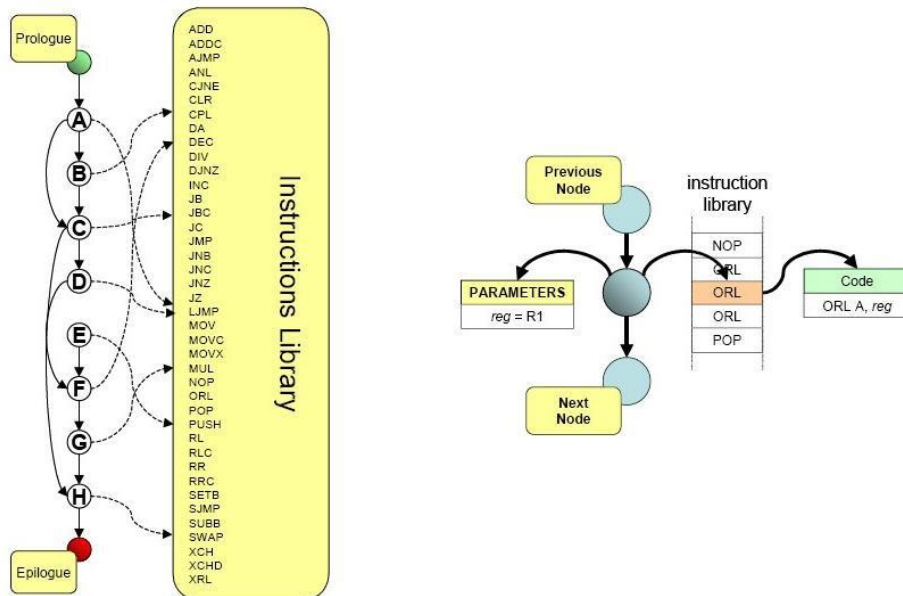 Prologue
A
B
C
D
E
F
G
H
Epilogue
ADD
ADDC
AJMP
ANL
CJNE
CLR
CPL
DA
DEC
DIV
DJNZ
INC
JB
JBC
JC
JMP
JNB
JNC
JNZ
JZ
LJMP
MOV
MOVC
MOVX
MUL
NOP
ORL
POP
PUSH
RL
RLC
RR
RRC
SETB
SJMP
SUBB
SWAP
XCH
XCHD
XRL
Instructions Library
Previous
Node
PARAMETERS
reg = R1
Next
Node
instruction
library
NOP
ORL
ORL
ORL
POP
Code
ORL A, reg